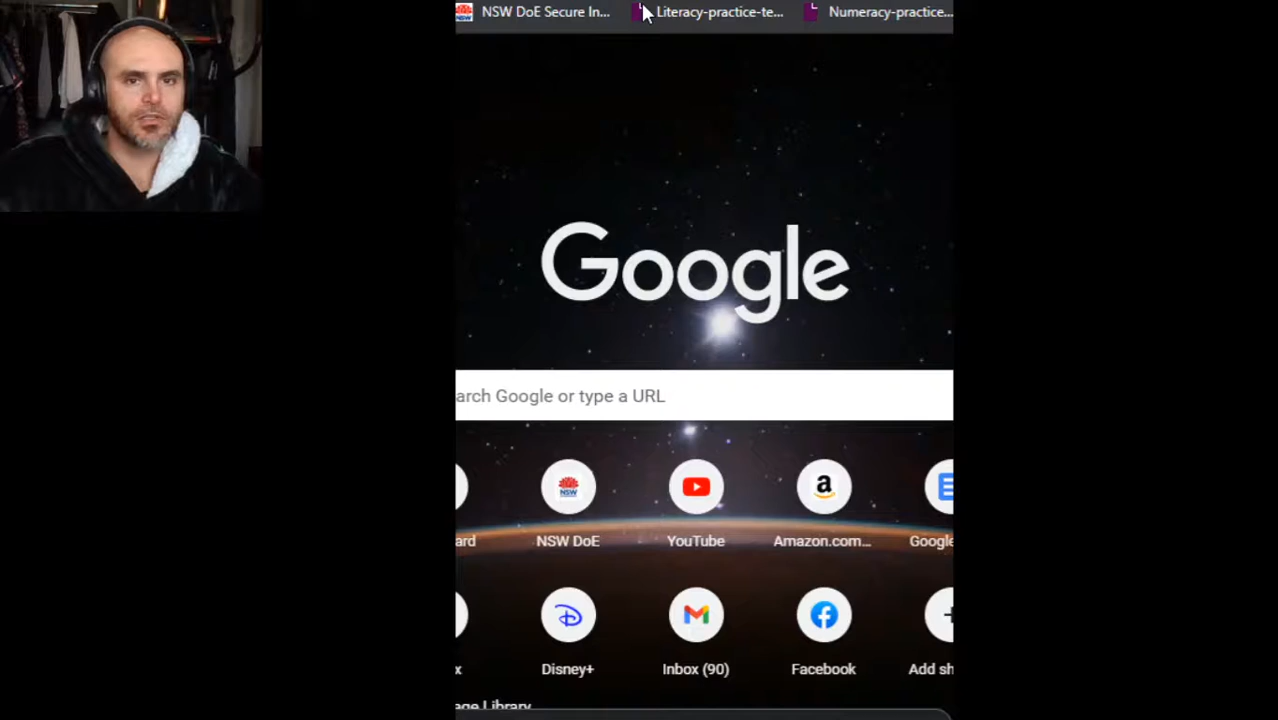 NSW DoE Secure In... Literacy-practice-te... Numeracy-practice...
Google
arch Google or type a URL
NSW
a
ard NSW DoE YouTube Amazon.com... Google
x Disney+ Inbox (90) Facebook Add sh
age Library